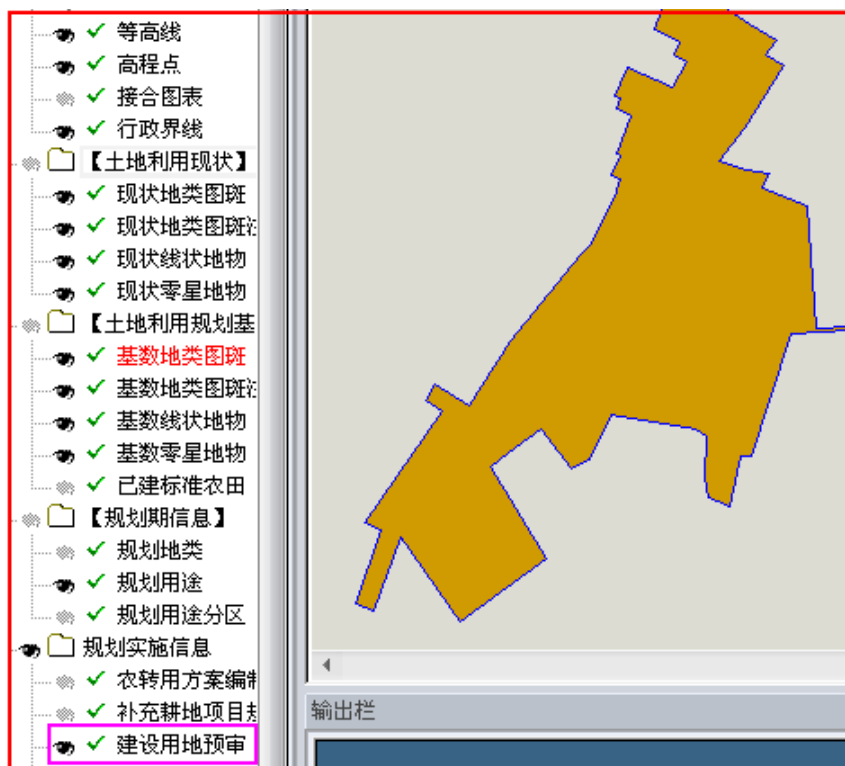 等高线
高程点
接合图表
行政界线
【土地利用现状】
现状地类图斑
现状地类图斑
现状线状地物
现状零星地物
【土地利用规划基
基数地类图斑
基数地类图斑
基数线状地物
基数零星地物
已建标准农田
【规划期信息】
规划地类
规划用途
规划用途分区
规划实施信息
农转用方案编制
补充耕地项目
建设用地预审
输出栏